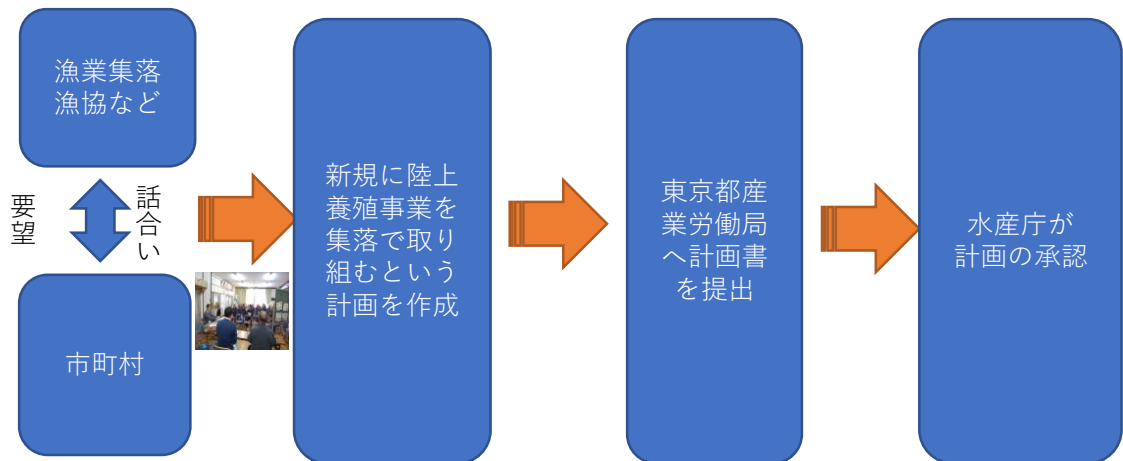 漁業集落
漁協など
要望
話合い
市町村
新規に陸上
養殖事業を
集落で取り
組むという
計画を作成
東京都産
業労働局
へ計画書
を提出
水産庁が
計画の承認